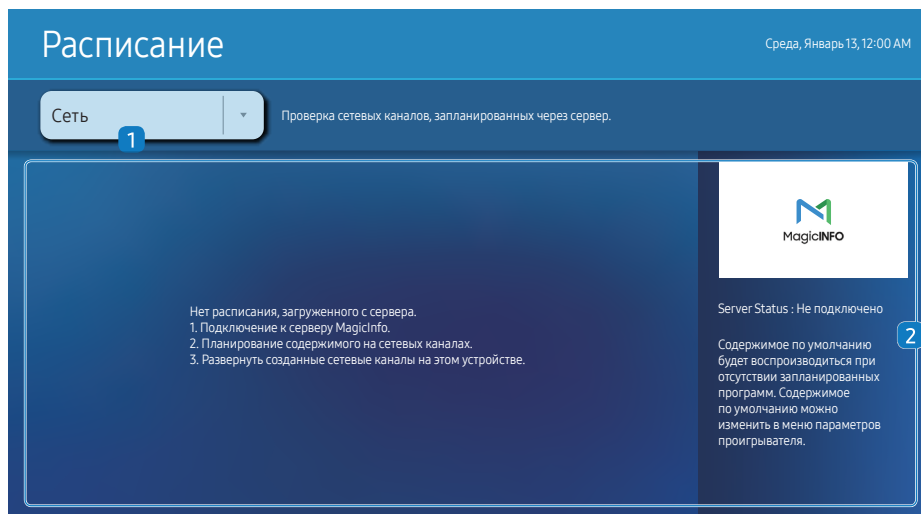 Расписание
Среда, Январь 13, 12:00 AM
Сеть
1
Проверка сетевых каналов, запланированных через сервер.
MagicINFO
Нет расписания, загруженного с сервера.
1. Подключение к серверу MagicInfo.
2. Планирование содержимого на сетевых каналах.
3. Развернуть созданные сетевые каналы на этом устройстве.
Server Status : Не подключено
2
Содержимое по умолчанию
будет воспроизводиться при
отсутствии запланированных
программ. Содержимое
по умолчанию можно
изменить в меню параметров
проигрывателя.